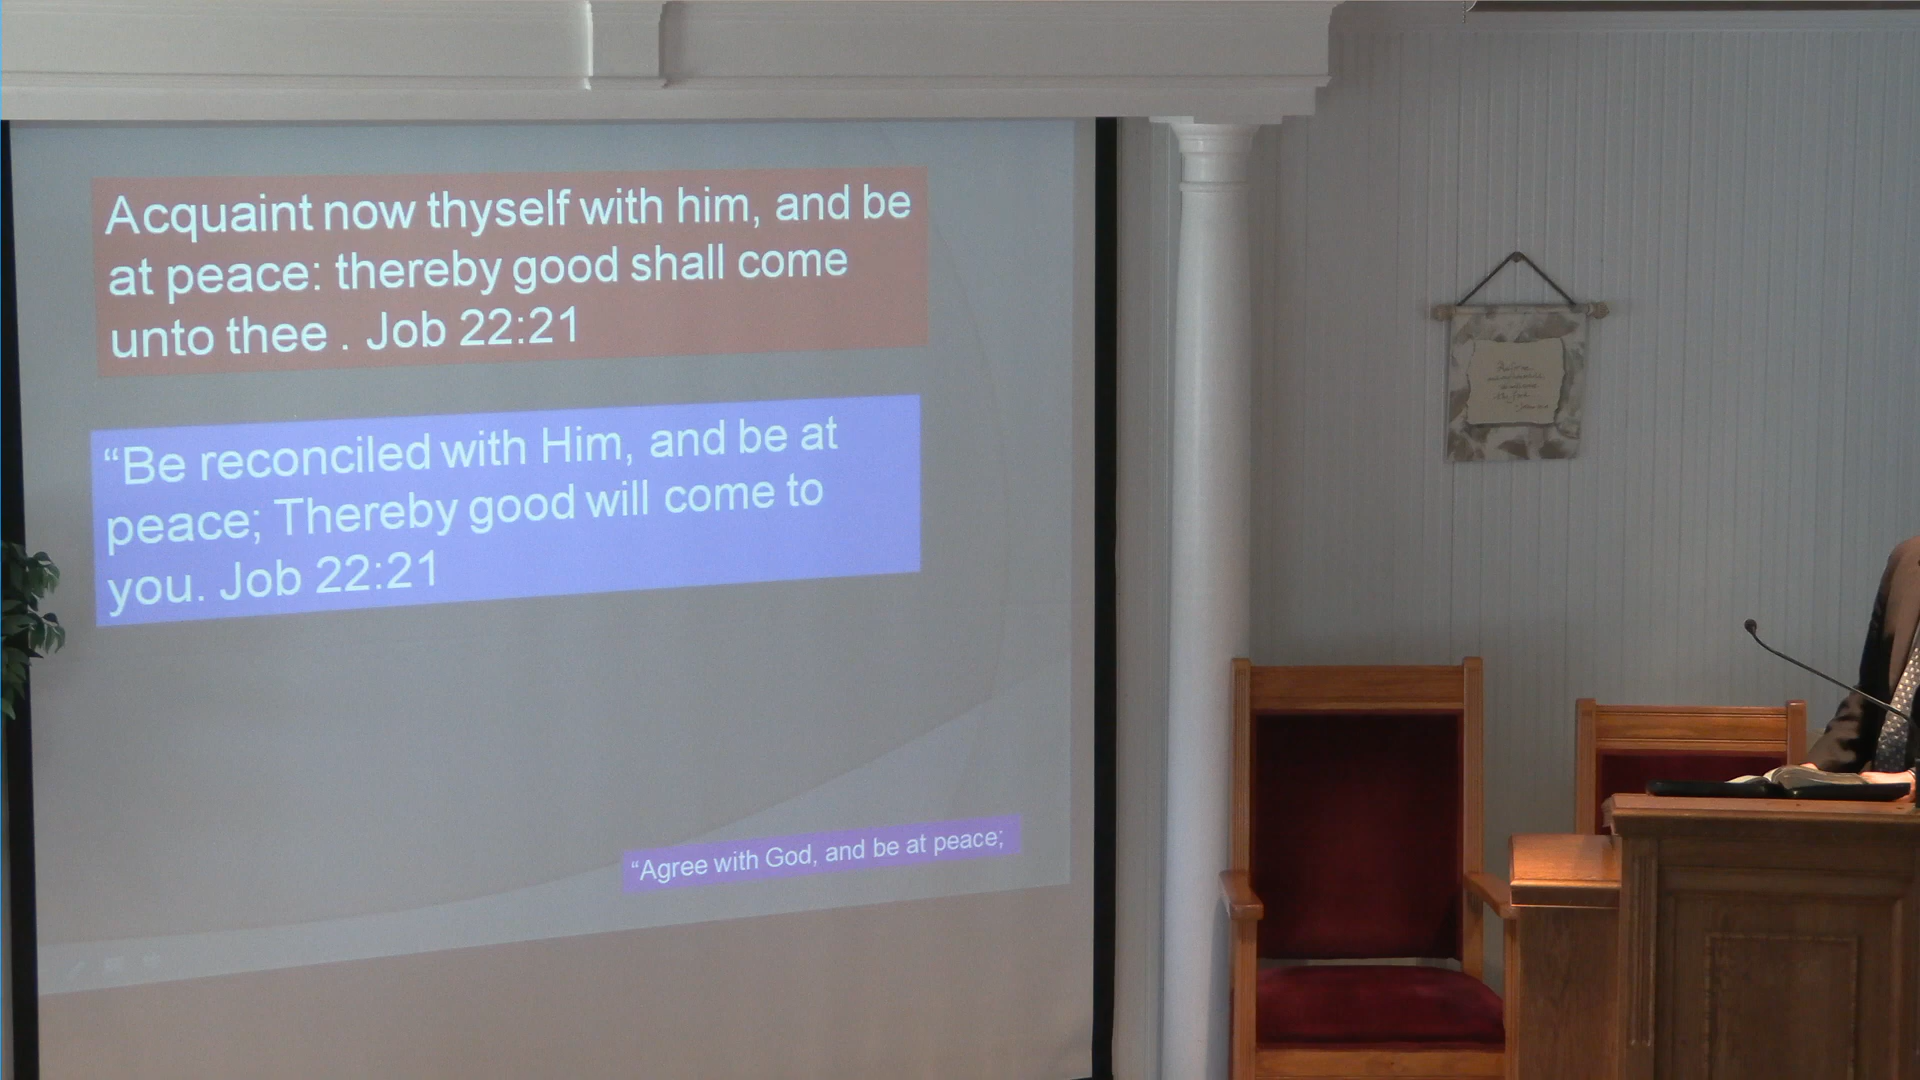 Acquaint now thyself with him, and be
at peace: thereby good shall come
unto thee . Job 22:21
“Be reconciled with Him, and be at
peace; Thereby good will come to
you. Job 22:21
“Agree with God, and be at peace;